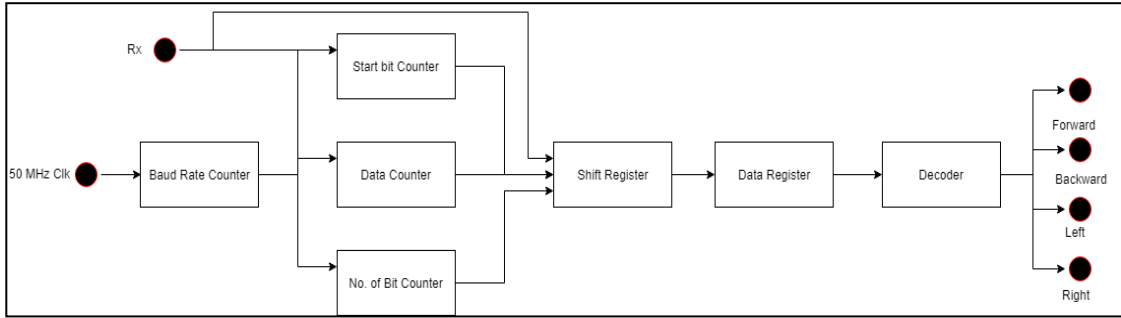 Rx
Start bit Counter
50 MHz Clk
Baud Rate Counter
Data Counter
No. of Bit Counter
Shift Register
Data Register
Decoder
Forward
Backward
Left
Right